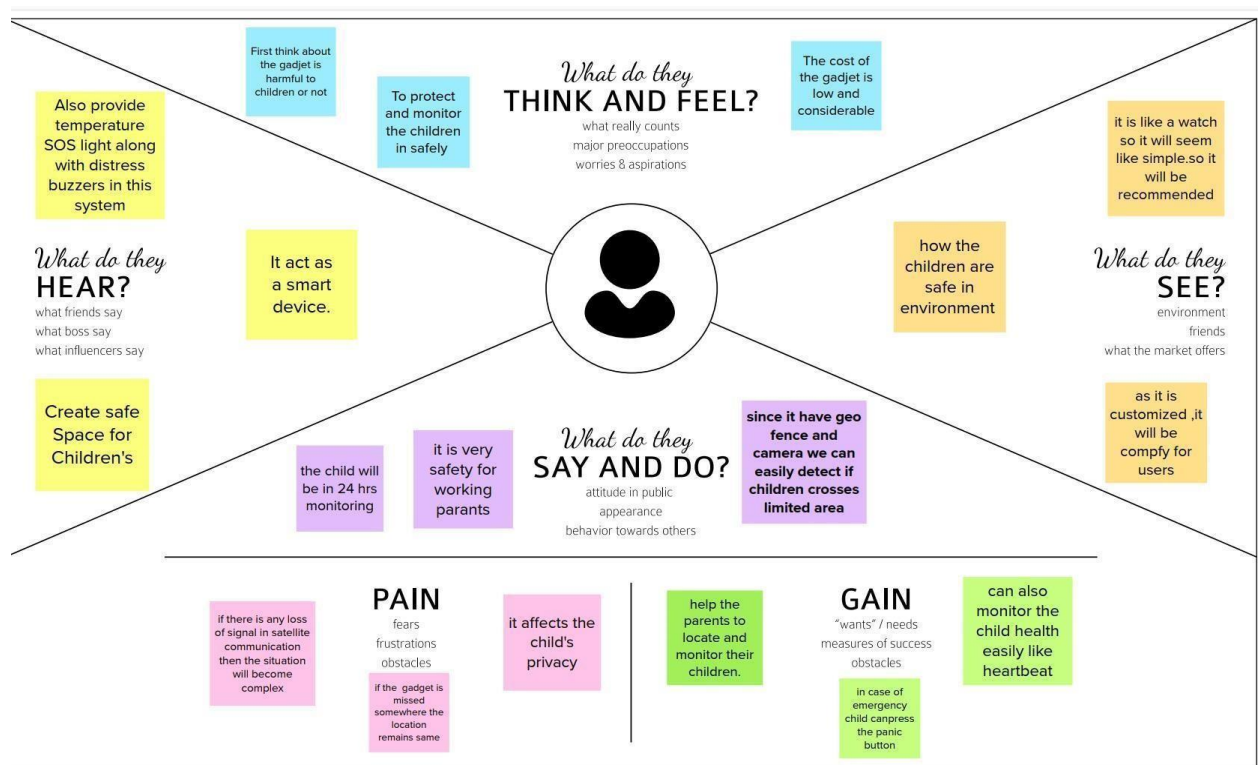 First think about
the gadjet is
harmful to
children or not
To protect
and monitor
the children
in safely
What do they
THINK AND FEEL?
what really counts
major preoccupations
worries & aspirations
The cost of
the gadjet is
low and
considerable
Also provide
temperature
SOS light along
with distress
buzzers in this
system
What do they
HEAR?
what friends say
what boss say
what influencers say
It act as
a smart
device.
Create safe
Space for
Children's
how the
children are
safe in
environment
it is like a watch
so it will seem
like simple.so it
will be
recommended
What do they
SEE?
environment
friends
what the market offers
as it is
customized ,it
will be
compfy for
users
the child will
be in 24 hrs
monitoring
it is very
safety for
working
parants
What do they
SAY AND DO?
attitude in public
appearance
behavior towards others
since it have geo
fence and
camera we can
easily detect if
children crosses
limited area
if there is any loss
of signal in satellite
communication
then the situation
will become
complex
PAIN
fears
frustrations
obstacles
if the gadget is
missed
somewhere the
location
remains same
it affects the
child's
privacy
help the
parents to
locate and
monitor their
children.
GAIN
"wants" / needs
measures of success
obstacles
in case of
emergency
child canpress
the panic
button
can also
monitor the
child health
easily like
heartbeat